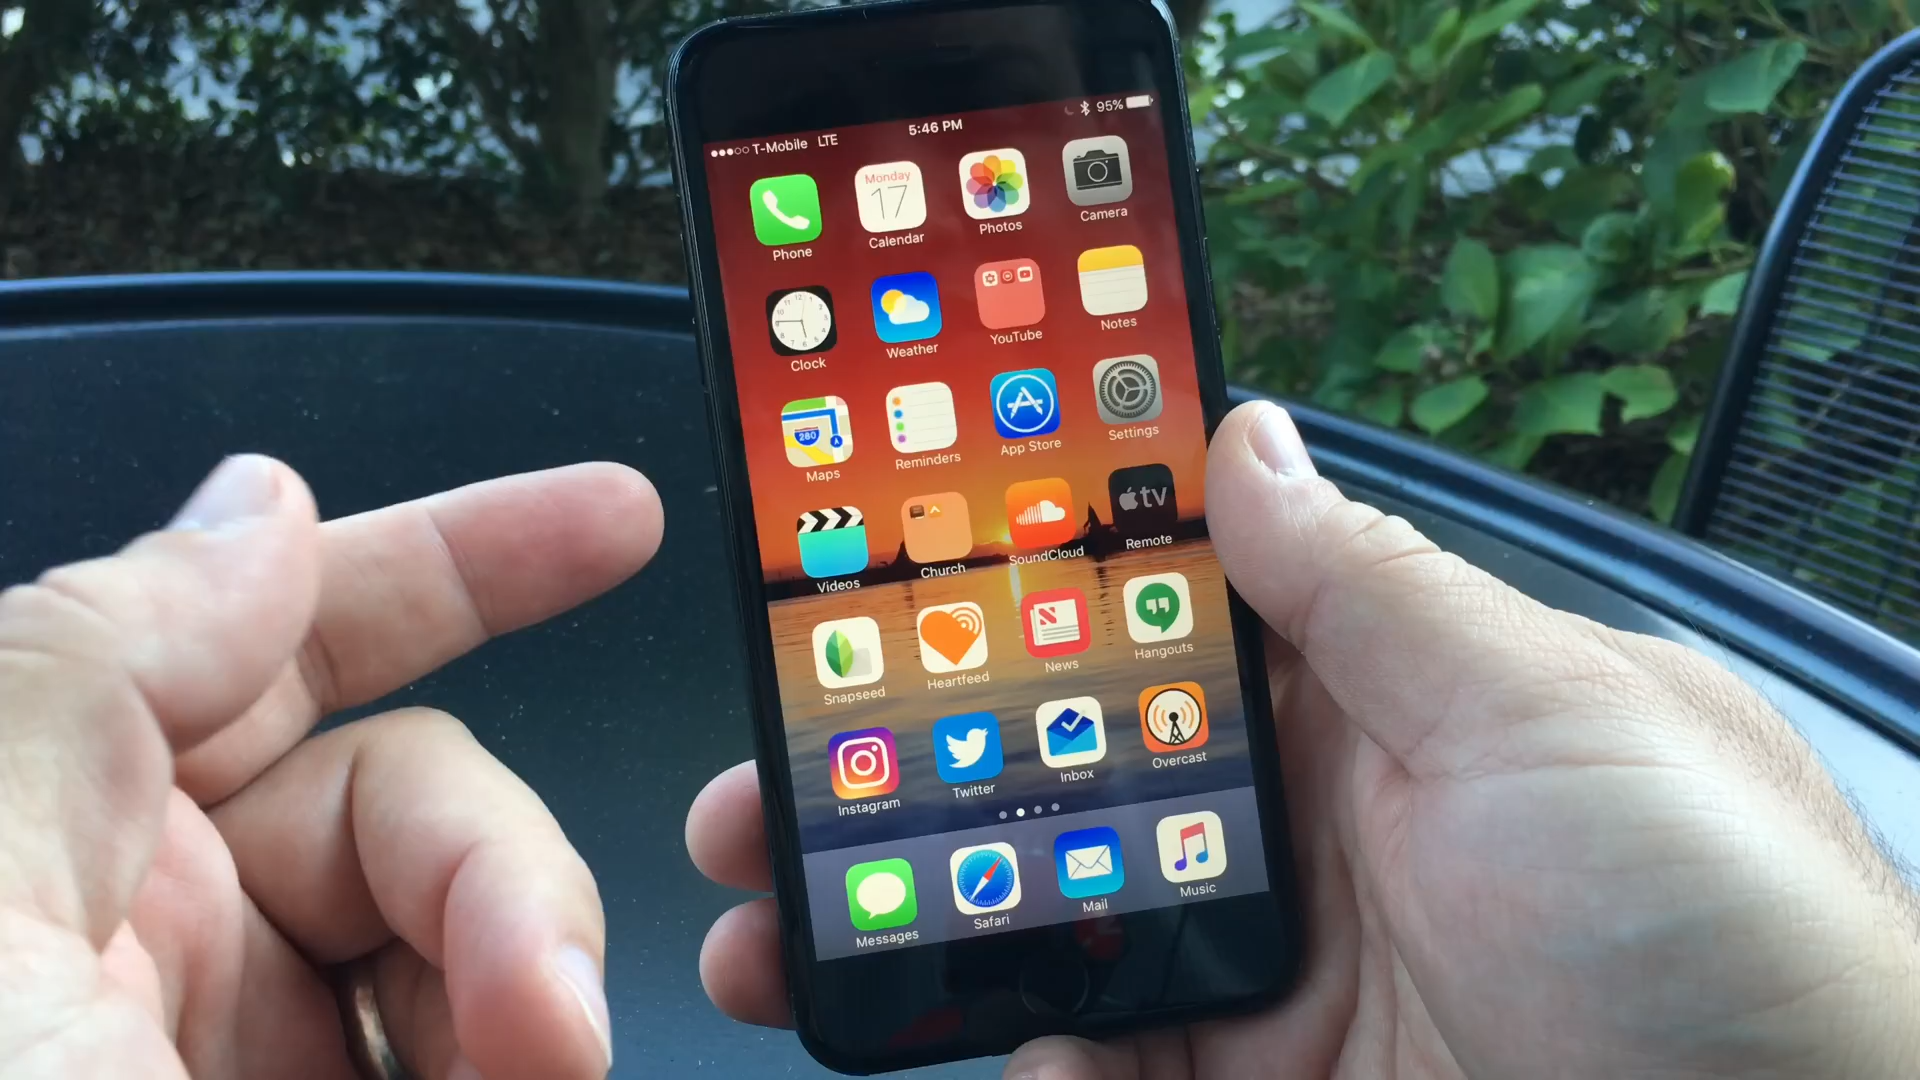 ●●●○○ T-Mobile LTE 5:46 PM 95%
Monday
17
Phone Calendar Photos Camera
Clock Weather YouTube Notes
280
Maps Reminders App Store Settings
tv
Videos Church SoundCloud Remote
Snapseed Heartfeed News Hangouts
Instagram Twitter Inbox Overcast
Messages Safari Mail Music